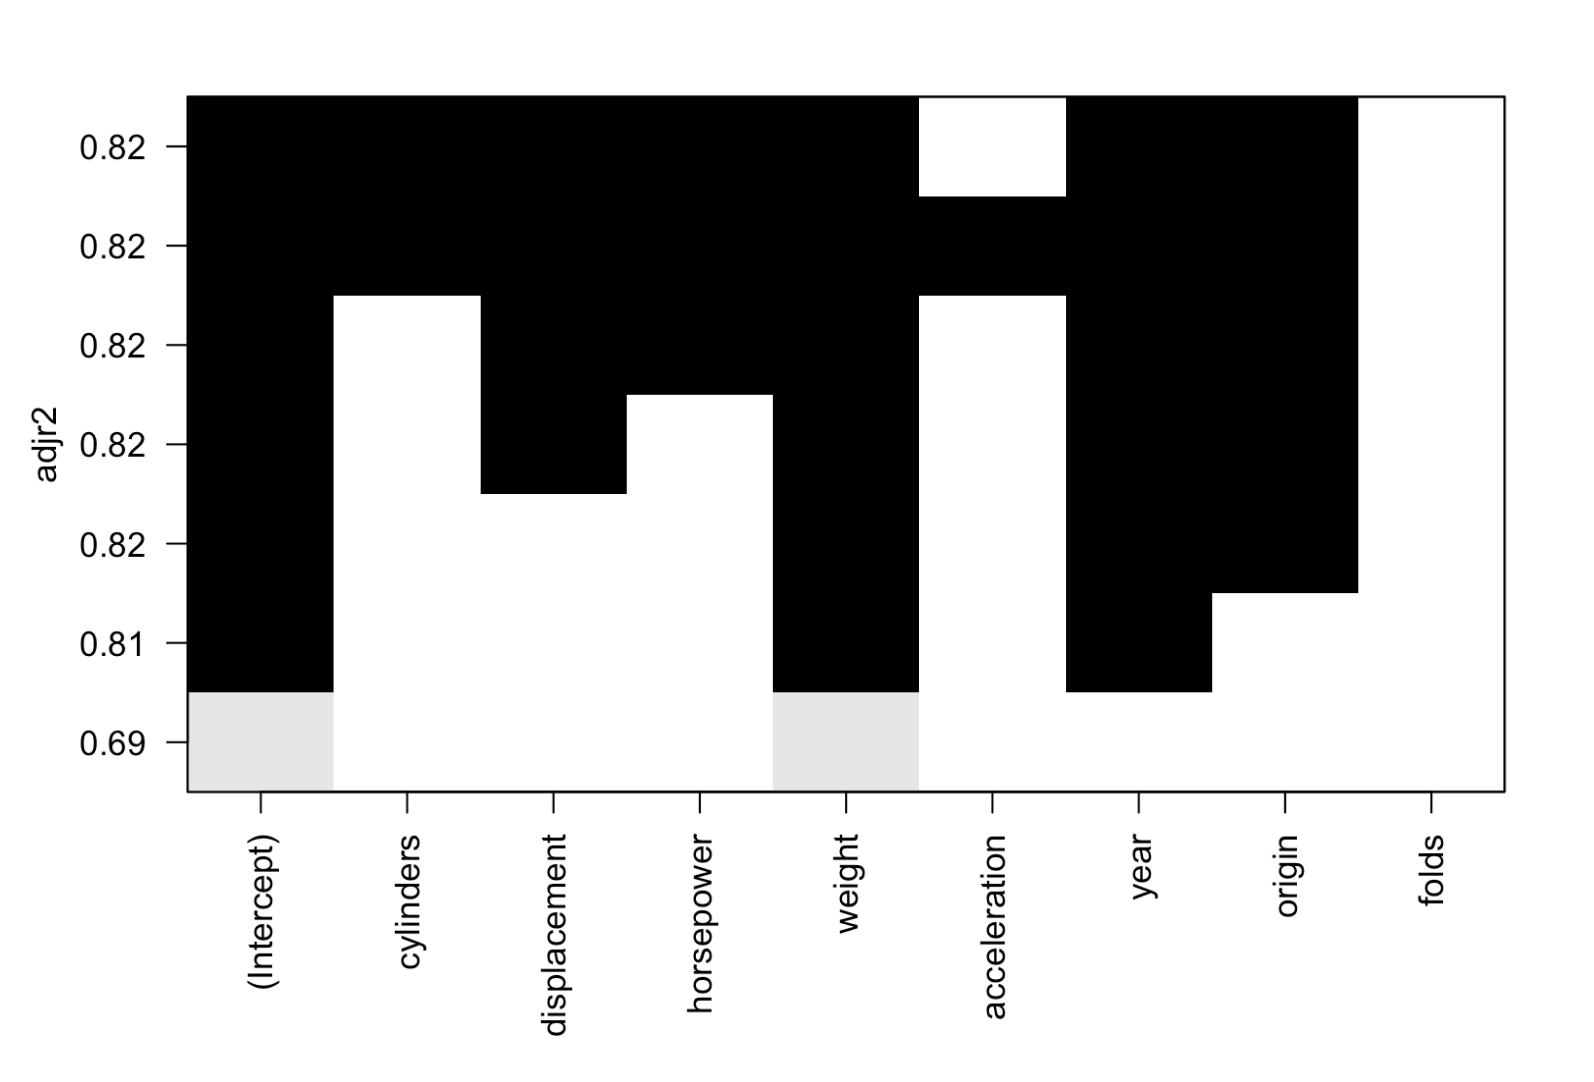 adjr2
0.82
0.82
0.82
0.82
0.82
0.81
0.69
(Intercept)
cylinders
displacement
horsepower
weight
acceleration
year
origin
folds